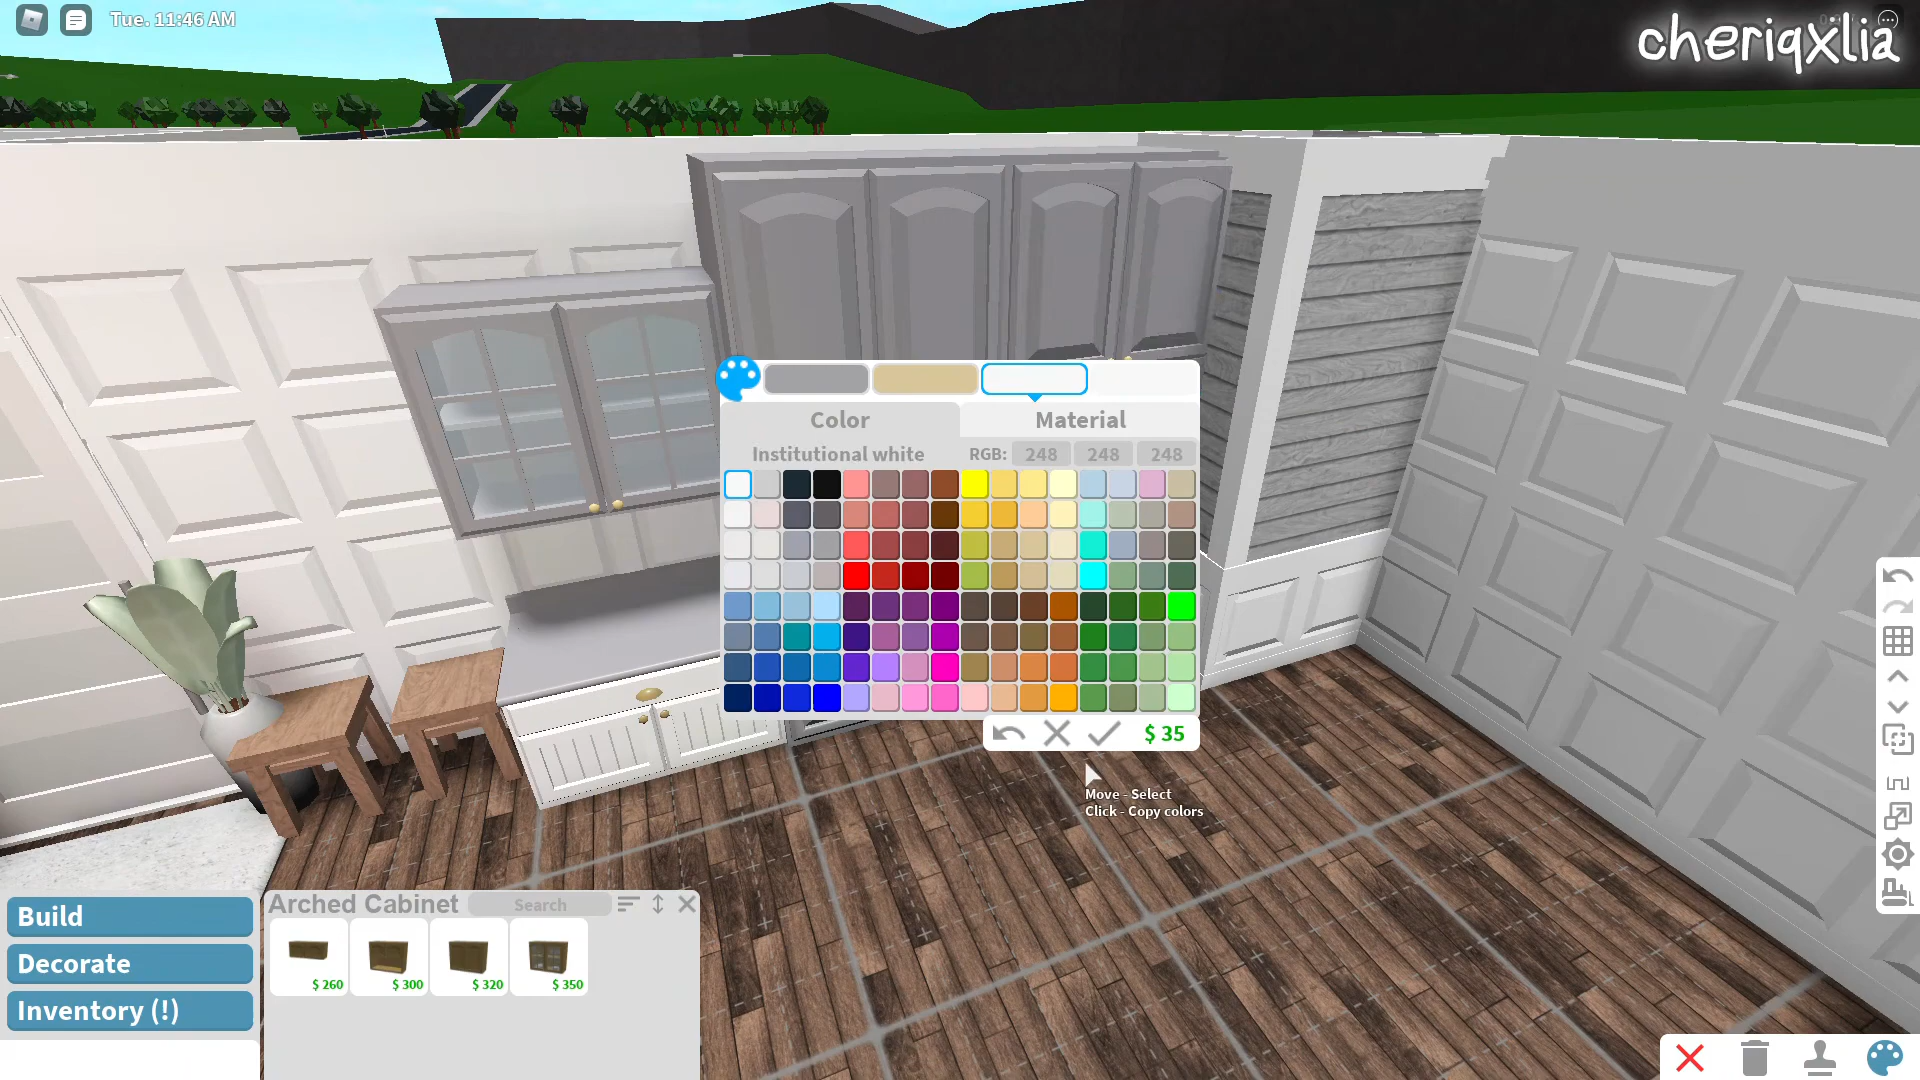 Tue. 11:46 AM
cheriqxlia
Color
Material
Institutional white
RGB:
248
248
248
$ 35
Move - Select
Click - Copy colors
Build
Decorate
Inventory (!)
Arched Cabinet
Search
$ 260
$ 300
$ 320
$ 350